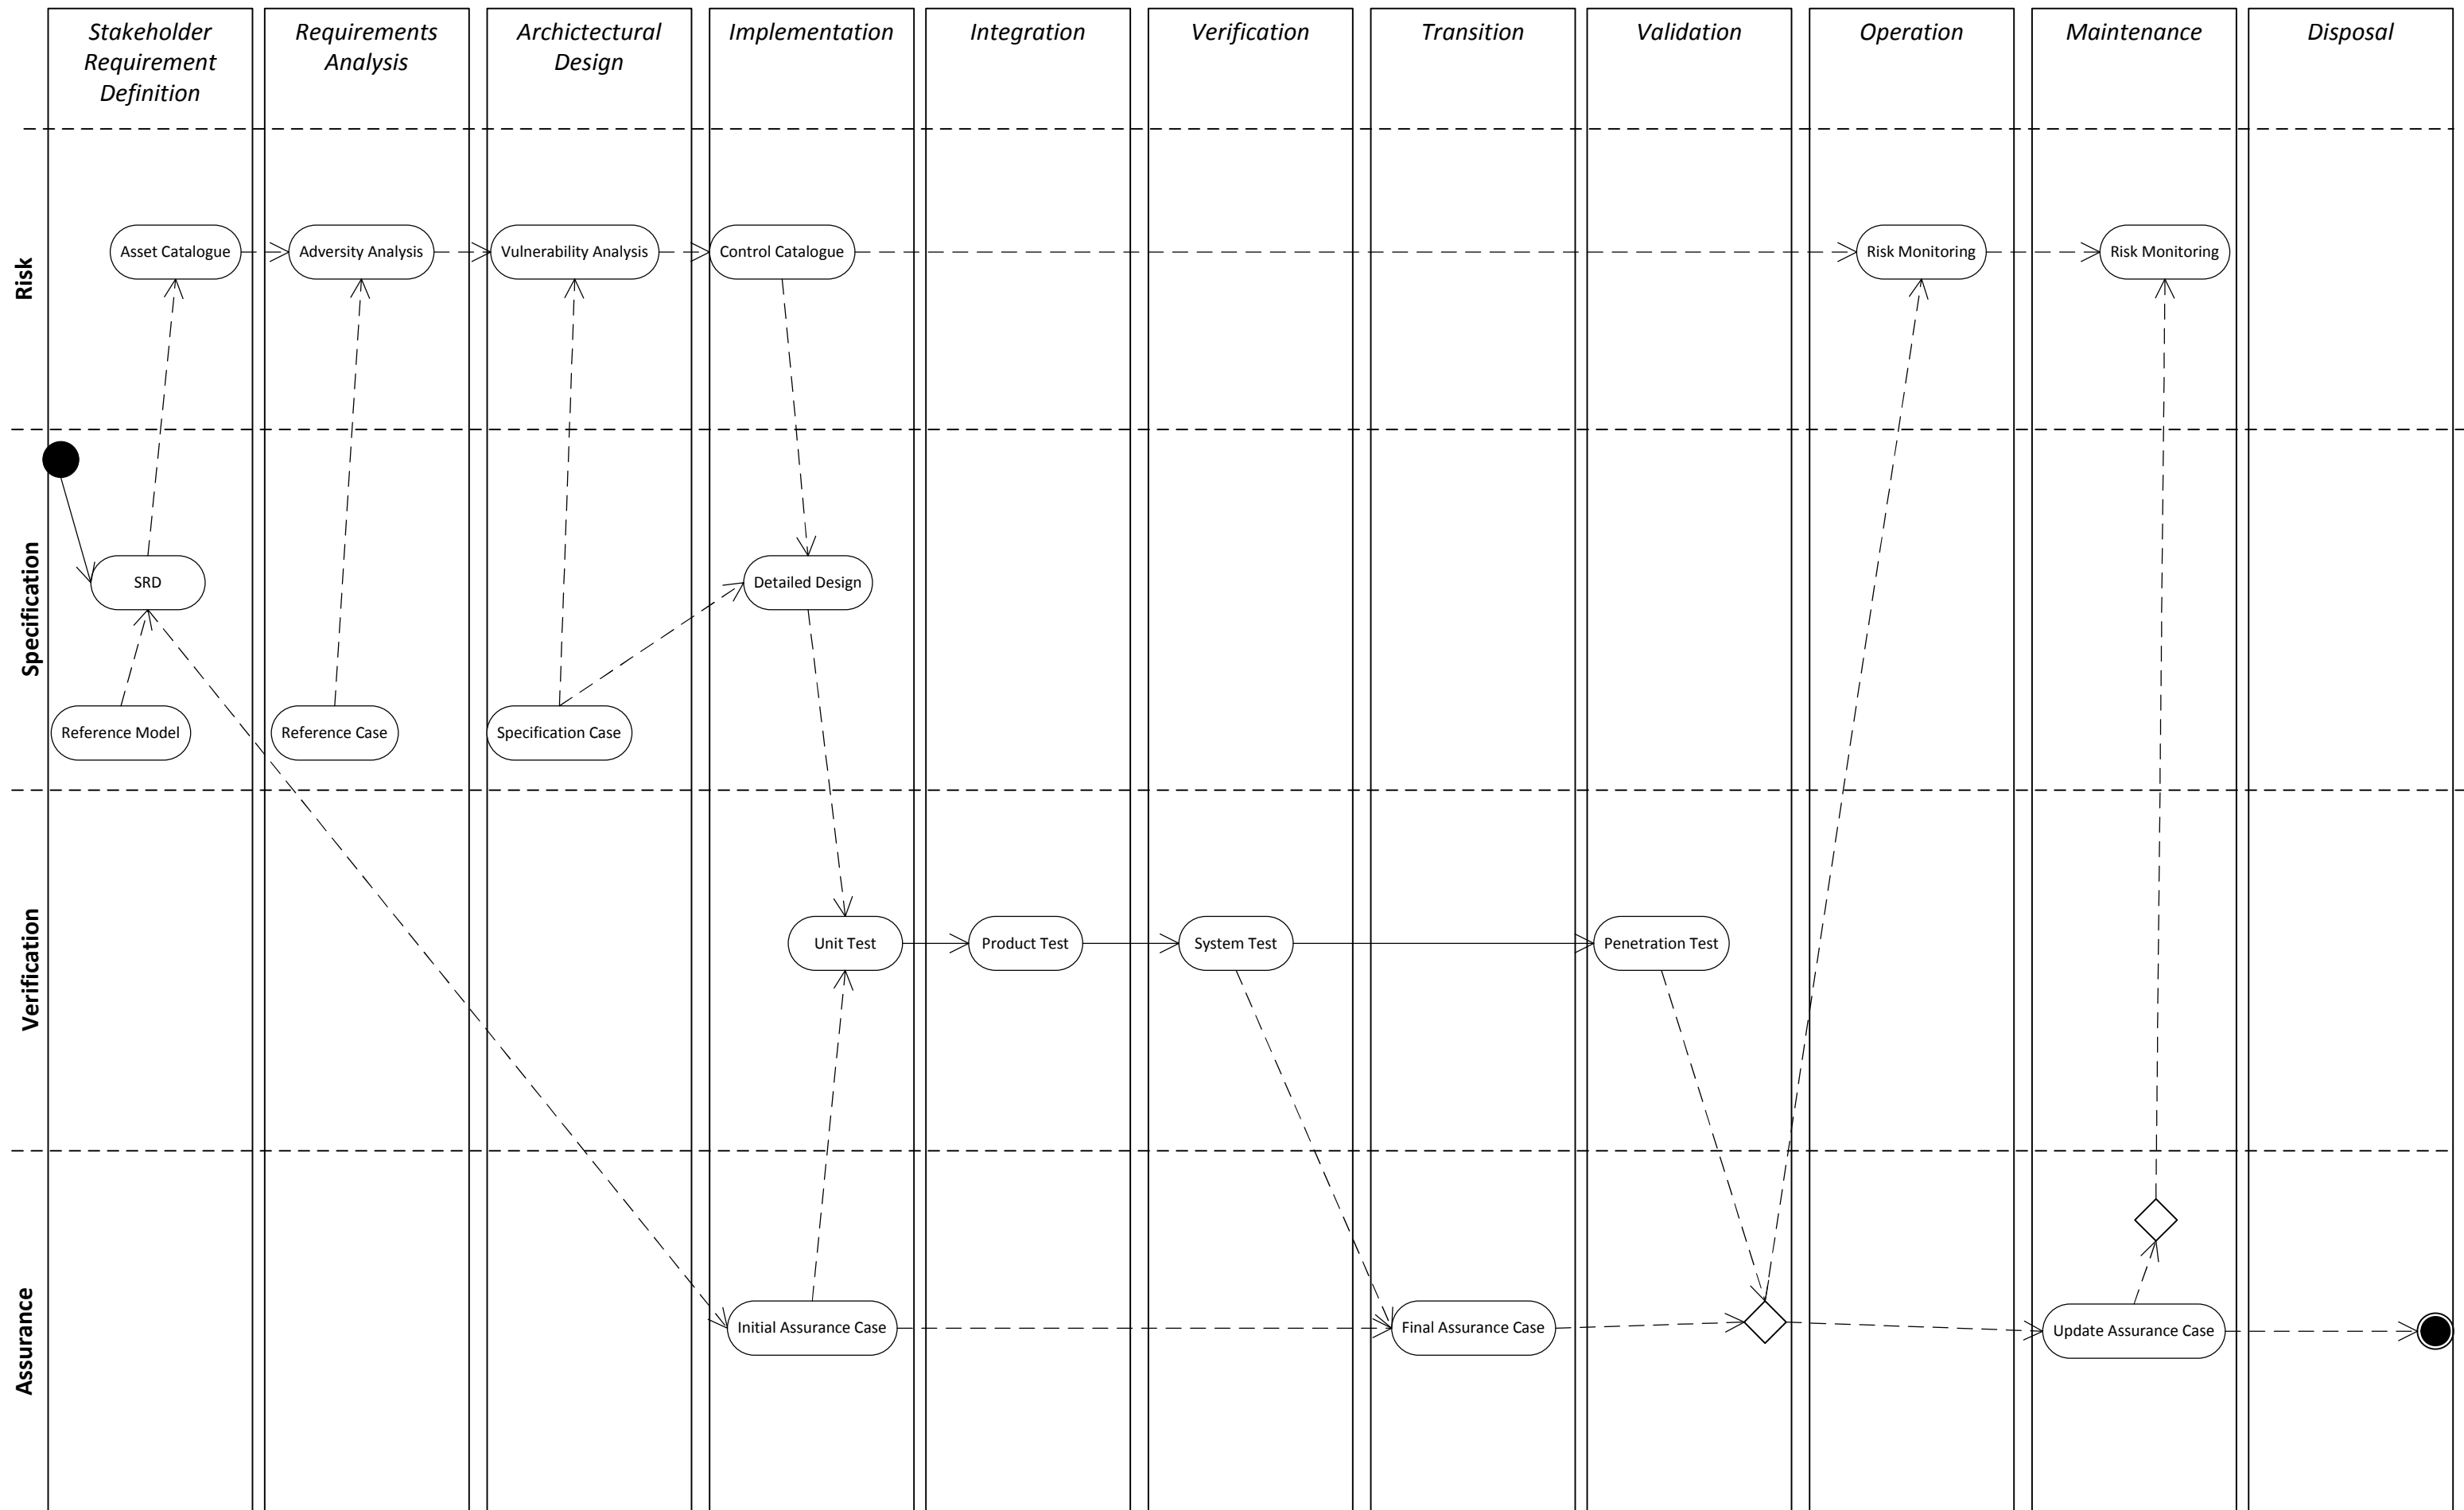 Stakeholder
Requirement
Definition
Requirements
Analysis
Archictectural
Design
Implementation
Integration
Verification
Transition
Validation
Operation
Maintenance
Disposal
Risk
Asset Catalogue
Adversity Analysis
Vulnerability Analysis
Control Catalogue
Risk Monitoring
Risk Monitoring
Specification
SRD
Detailed Design
Reference Model
Reference Case
Specification Case
Verification
Unit Test
Product Test
System Test
Penetration Test
Assurance
Initial Assurance Case
Final Assurance Case
Update Assurance Case